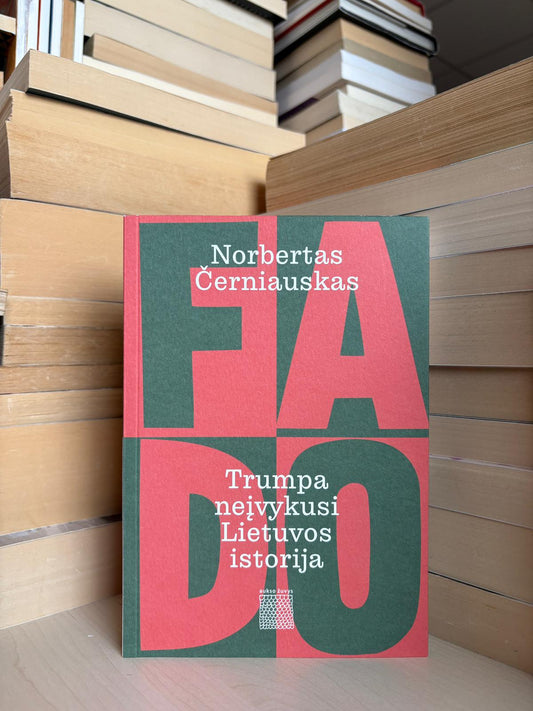 FA
Norbertas
Černiauskas
DO
Trumpa
neįvykusi
Lietuvos
istorija
aukso žuvys